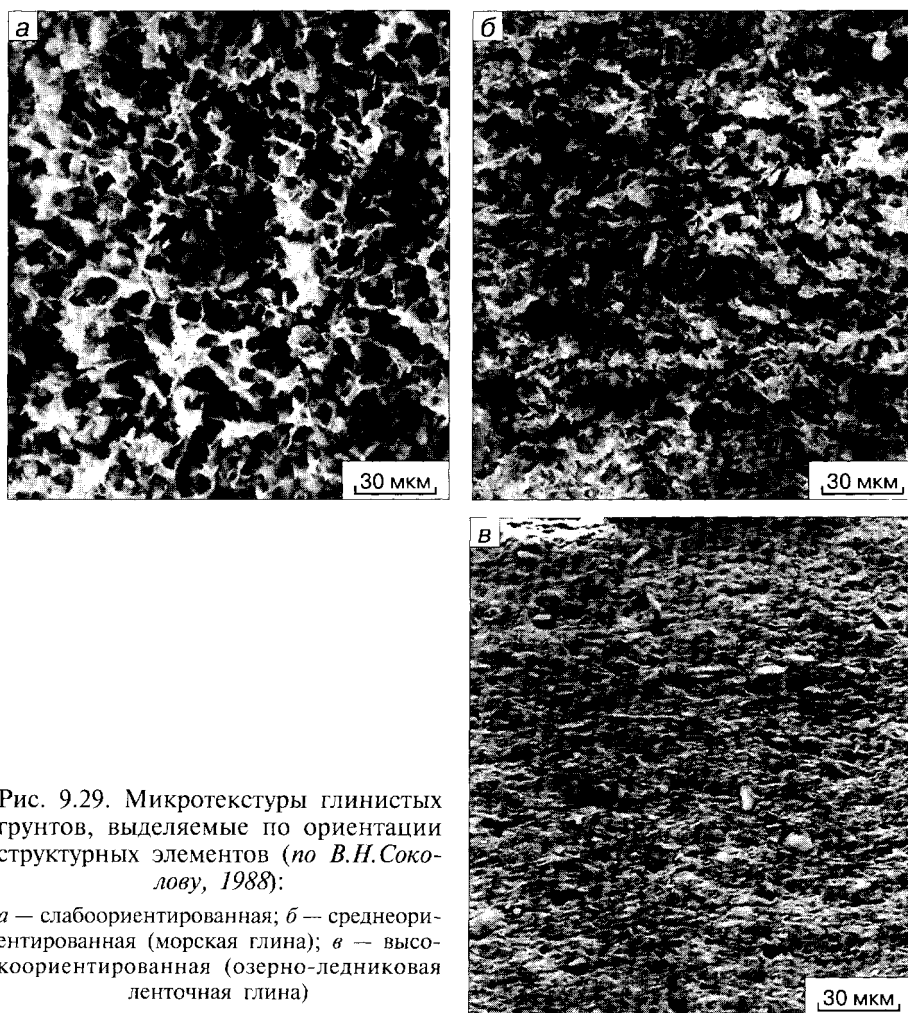 а
б
30 мкм
30 мкм
в
Рис. 9.29. Микротекстуры глинистых
грунтов, выделяемые по ориентации
структурных элементов (по В.Н.Соко-
лову, 1988):
а — слабоориентированная; б — среднеори-
ентированная (морская глина); в — высо-
коориентированная (озерно-ледниковая
ленточная глина)
30 мкм